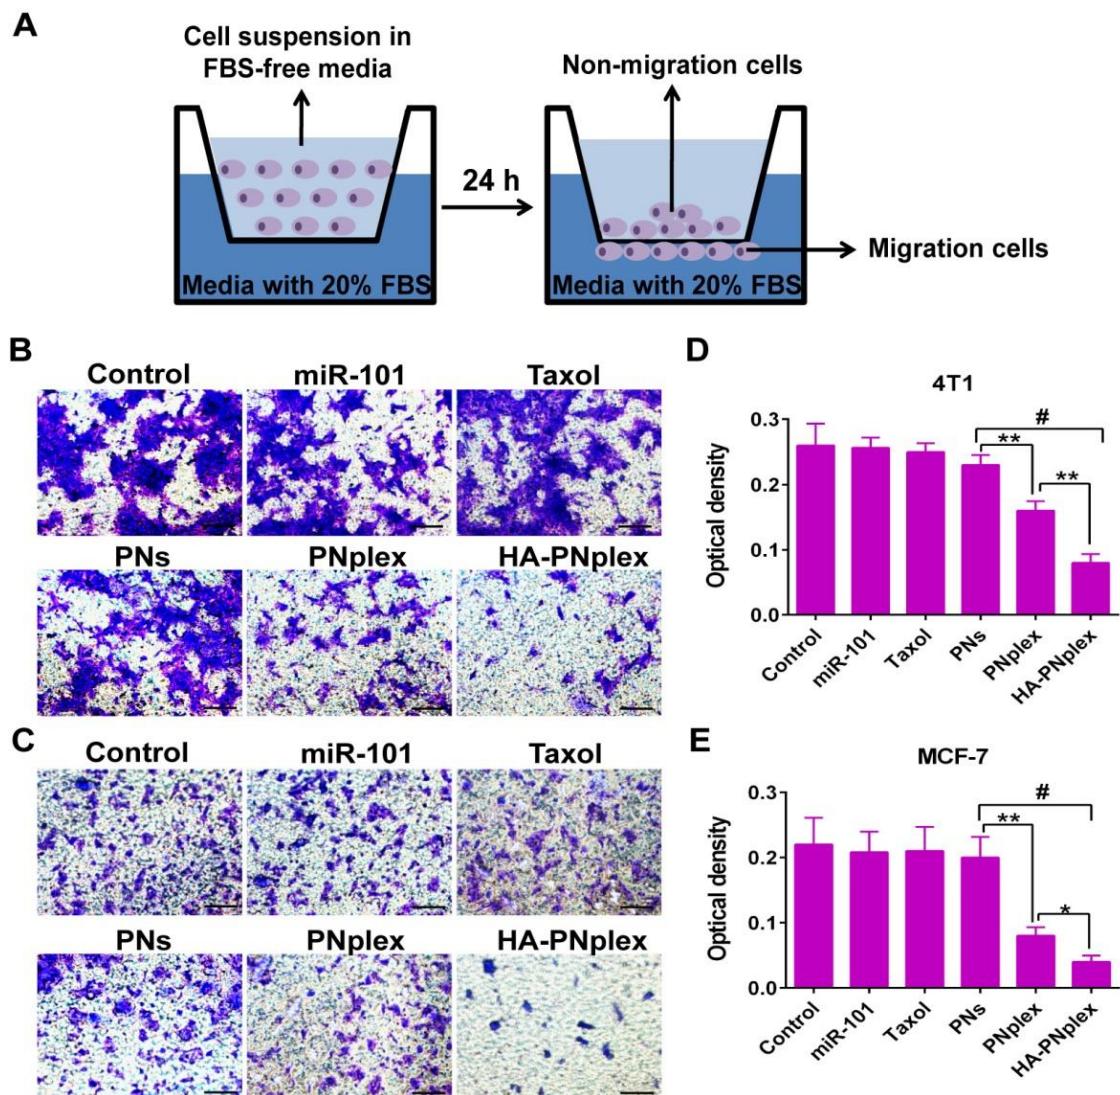 A
Cell suspension in
FBS-free media
Non-migration cells
24 h
Migration cells
Media with 20% FBS
Media with 20% FBS
B
Control
miR-101
Taxol
PNs
PNplex
HA-PNplex
C
Control
miR-101
Taxol
PNs
PNplex
HA-PNplex
D
4T1
Optical density
0.3
0.2
0.1
0.0
#
**
**
Control
miR-101
Taxol
PNs
PNplex
HA-PNplex
E
MCF-7
Optical density
0.3
0.2
0.1
0.0
#
**
*
Control
miR-101
Taxol
PNs
PNplex
HA-PNplex